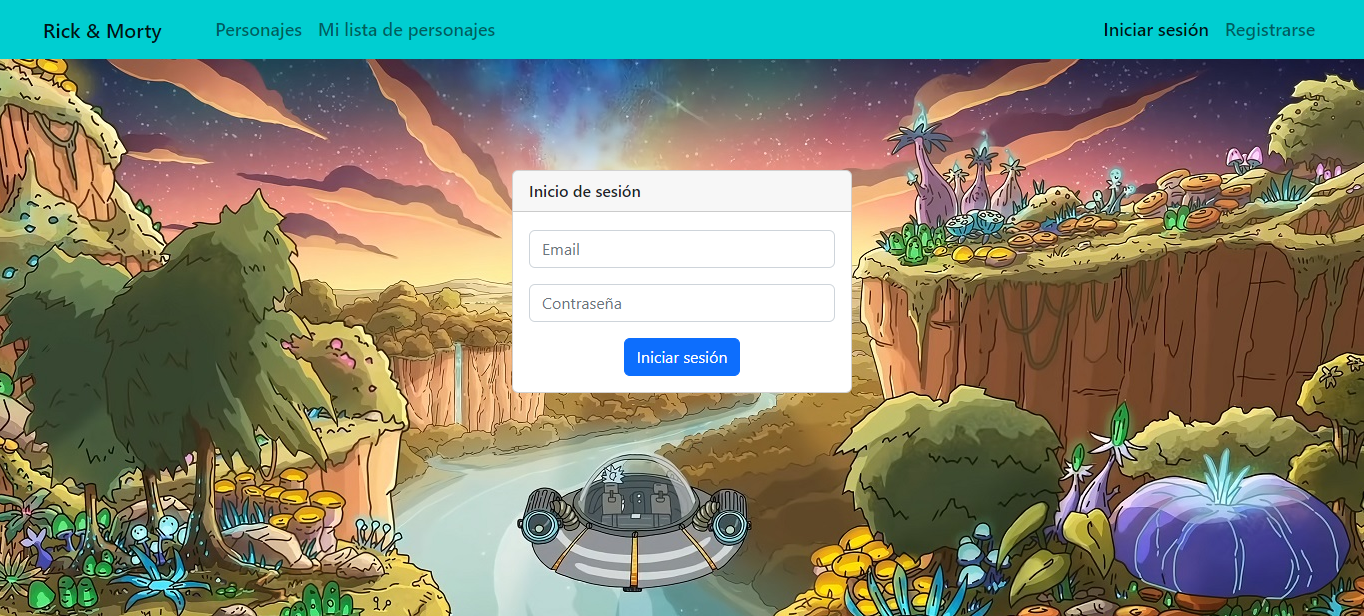 Rick & Morty Personajes Mi lista de personajes Iniciar sesión Registrarse
Inicio de sesión
Email
Contraseña
Iniciar sesión